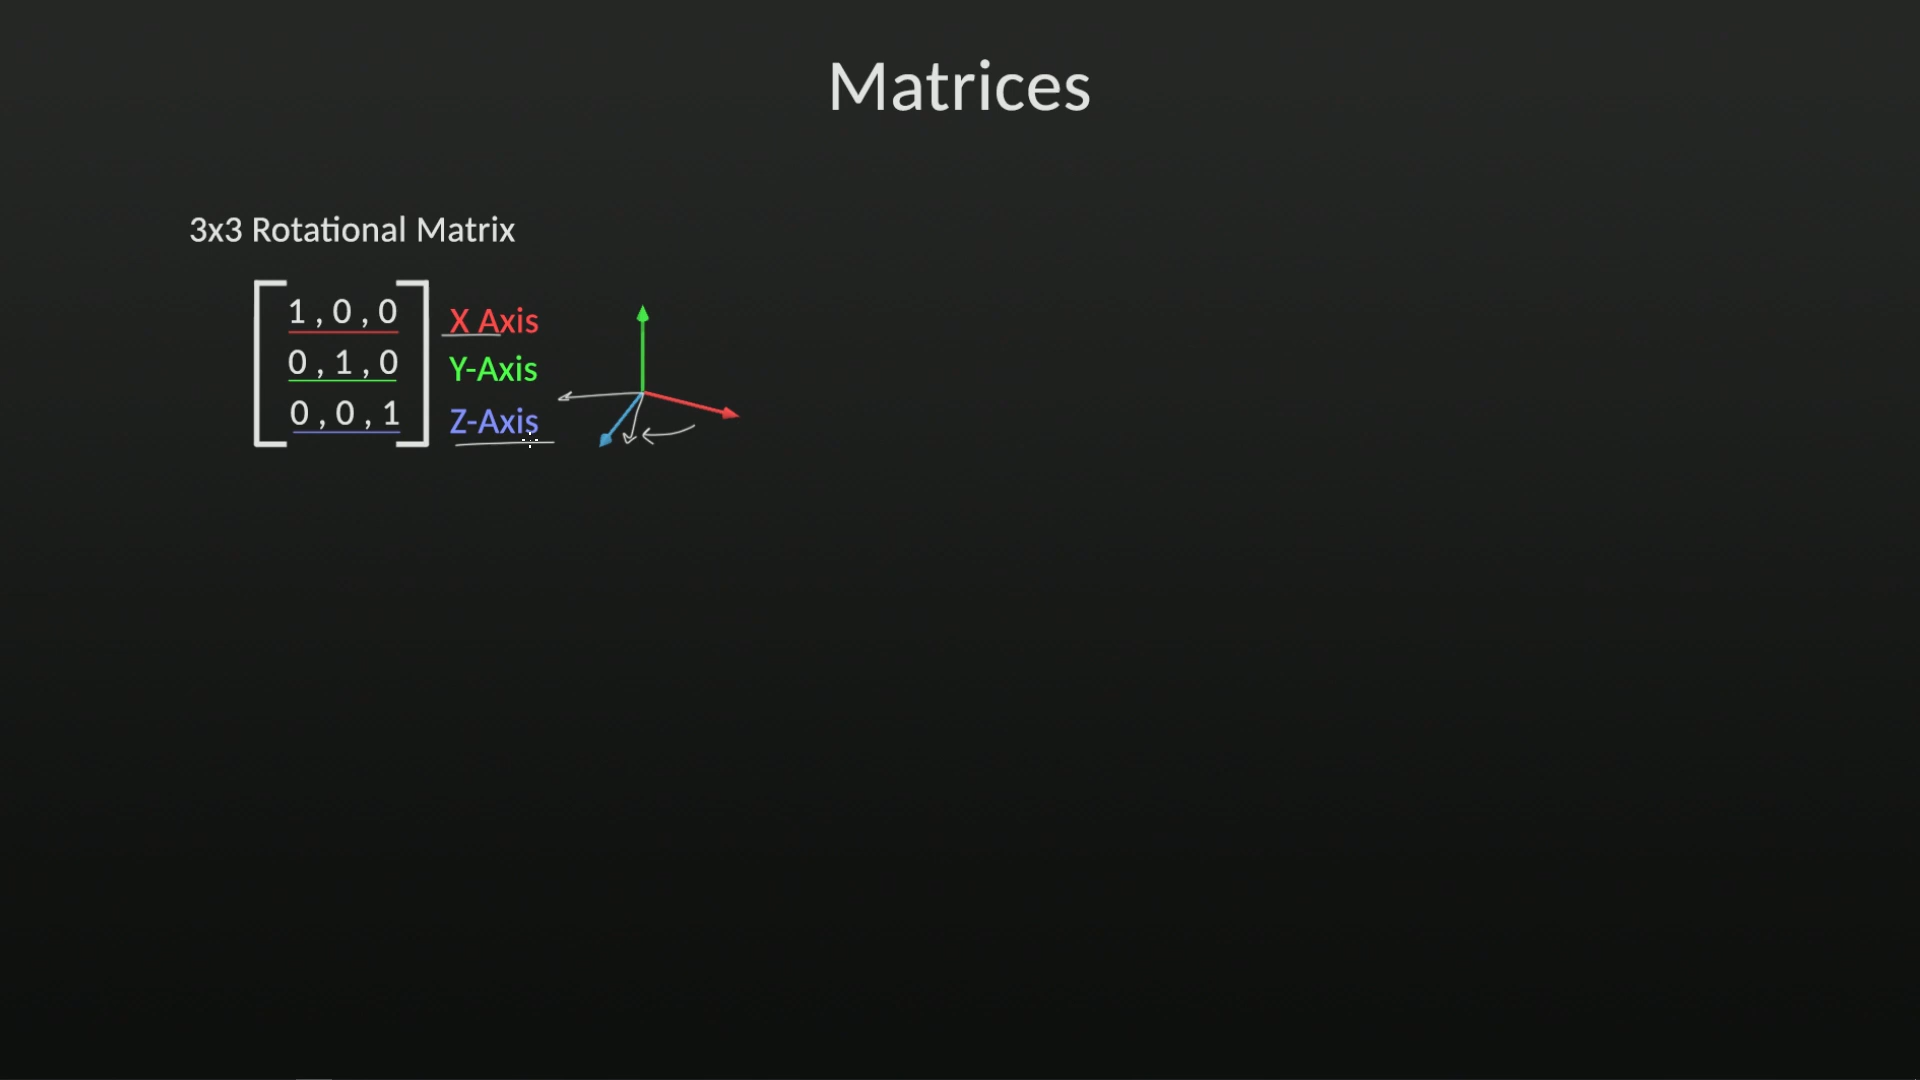 Matrices
3x3 Rotational Matrix
1 , 0 , 0 X Axis
0 , 1 , 0 Y-Axis
0 , 0 , 1 Z-Axis